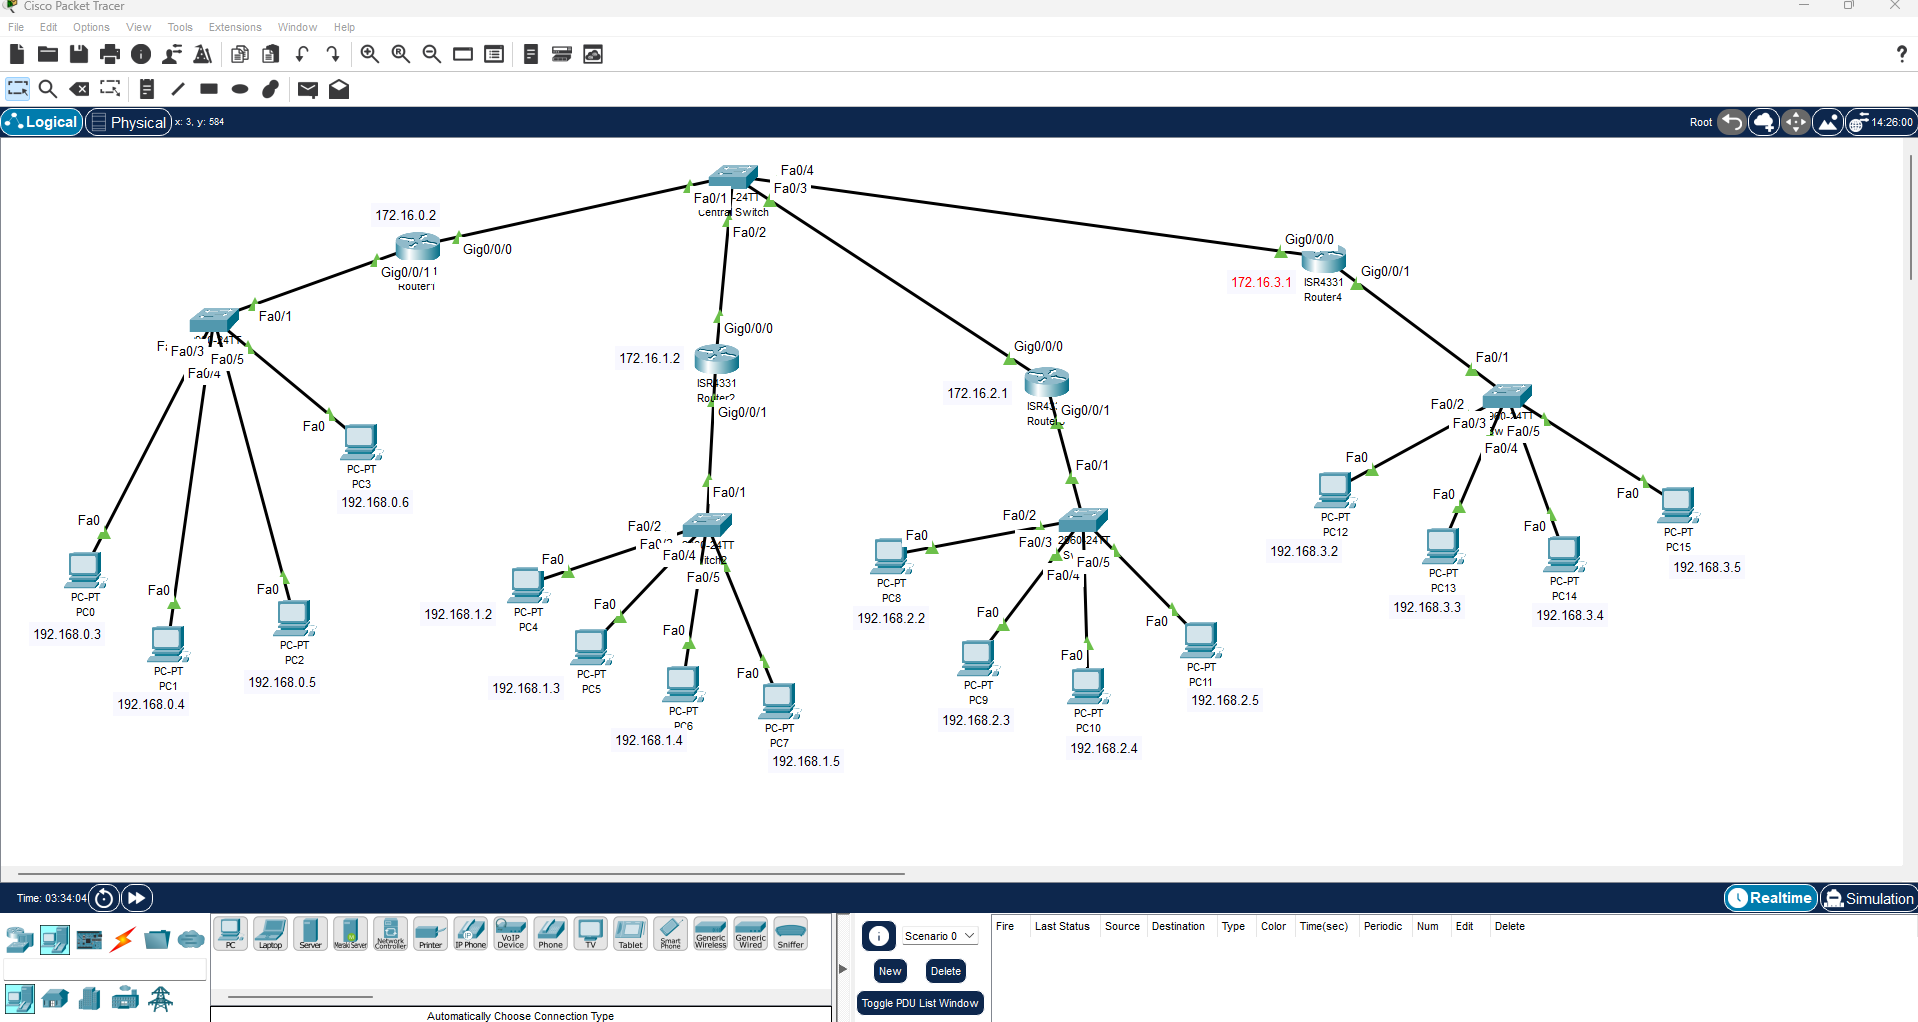 Cisco Packet Tracer
File Edit Options View Tools Extensions Window Help
?
Logical Physical x: 3, y: 584 Root 14:26:00
Fa0/4
Fa0/3
Fa0/1 -24TT
Central Switch
Fa0/2
172.16.0.2
Gig0/0/0
Gig0/0/1 1
Router1
Fa0/1
Fa0/3
Fa0/5
Fa0/4
Fa0
PC-PT
PC3
192.168.0.6
Fa0
PC-PT
PC0
192.168.0.3
Fa0
PC-PT
PC1
192.168.0.4
Fa0
PC-PT
PC2
192.168.0.5
Gig0/0/0
172.16.1.2
ISR4331
Router2
Gig0/0/1
Fa0/1
Fa0/2
-24TT
Fa0/4 itch2
Fa0/5
Fa0
PC-PT
PC4
192.168.1.2
Fa0
PC-PT
PC5
192.168.1.3
Fa0
PC-PT
PC6
192.168.1.4
Fa0
PC-PT
PC7
192.168.1.5
Gig0/0/0
172.16.2.1
ISR43
Gig0/0/1
Route
Fa0/1
Fa0/2
Fa0/3 2960-24TT
Fa0/5
Fa0/4
Fa0
PC-PT
PC8
192.168.2.2
Fa0
PC-PT
PC9
192.168.2.3
Fa0
PC-PT
PC10
192.168.2.4
Fa0
PC-PT
PC11
192.168.2.5
Gig0/0/0
172.16.3.1
ISR4331
Router4
Gig0/0/1
Fa0/1
Fa0/2
60-24TT
Fa0/3
Fa0/5
Fa0/4
Fa0
PC-PT
PC12
192.168.3.2
Fa0
PC-PT
PC13
192.168.3.3
Fa0
PC-PT
PC14
192.168.3.4
Fa0
PC-PT
PC15
192.168.3.5
Time: 03:34:04 Realtime Simulation
PC Laptop Server Meraki Server Network Controller Printer IP Phone VoIP Device Phone TV Tablet Smart Phone Generic Wireless Generic Wired Sniffer
Automatically Choose Connection Type
Scenario 0
New Delete
Toggle PDU List Window
Fire Last Status Source Destination Type Color Time(sec) Periodic Num Edit Delete